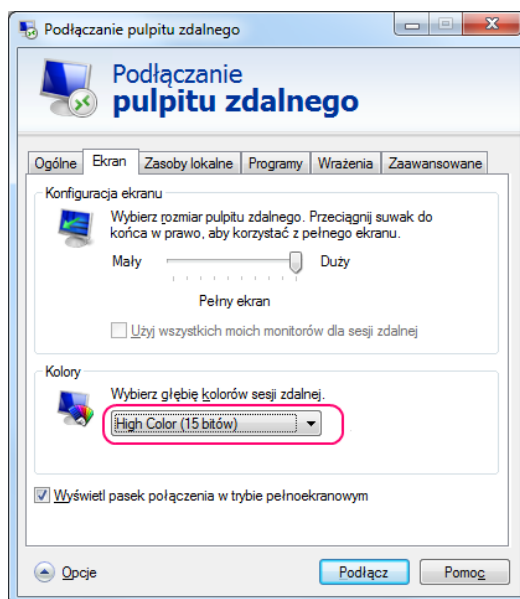 Podłączanie pulpitu zdalnego
Podłączanie
pulpitu zdalnego
Ogólne Ekran Zasoby lokalne Programy Wrażenia Zaawansowane
Konfiguracja ekranu
Wybierz rozmiar pulpitu zdalnego. Przeciągnij suwak do
końca w prawo, aby korzystać z pełnego ekranu.
Mały Duży
Pełny ekran
Użyj wszystkich moich monitorów dla sesji zdalnej
Kolory
Wybierz głębię kolorów sesji zdalnej.
High Color (15 bitów)
Wyświetl pasek połączenia w trybie pełnoekranowym
Opcje Podłącz Pomoc